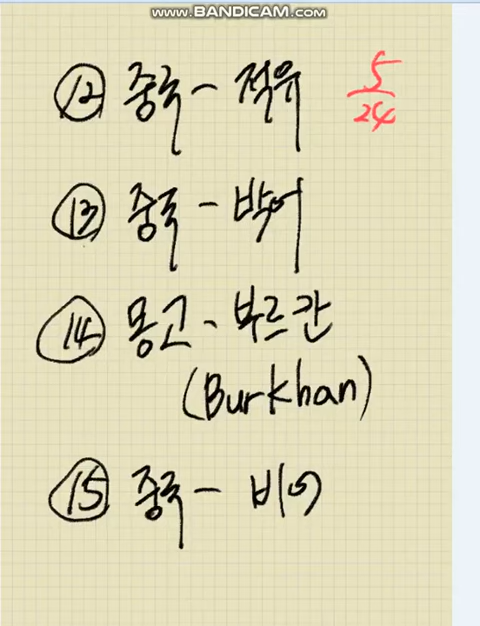 WWW.BANDICAM.COM
⑫ 중국 - 적유
5/24
⑬ 중국 - 박어
⑭ 몽고 - 부르칸
(Burkhan)
⑮ 중국 - 비어